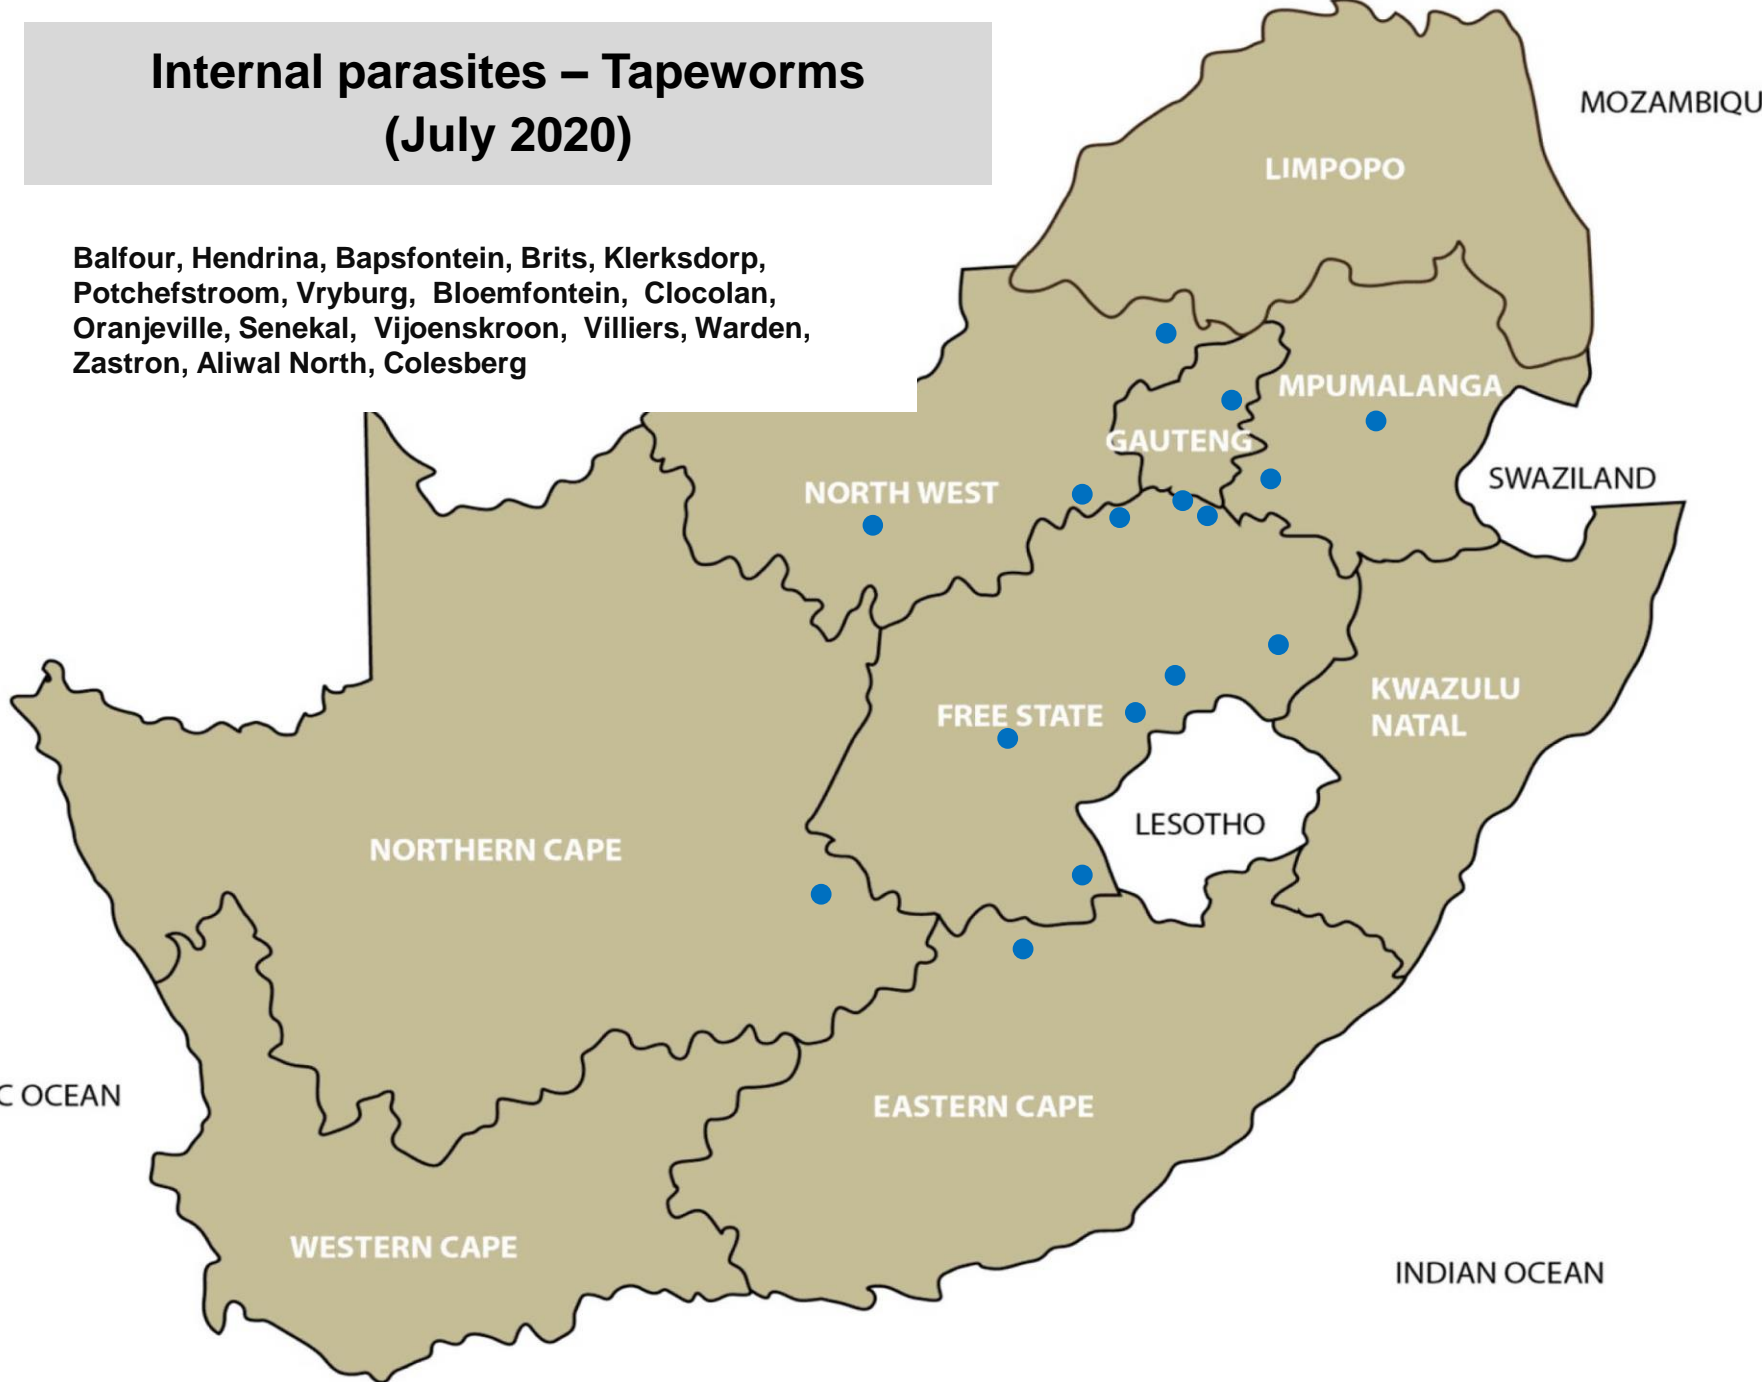 Internal parasites – Tapeworms
(July 2020)
Balfour, Hendrina, Bapsfontein, Brits, Klerksdorp,
Potchefstroom, Vryburg, Bloemfontein, Clocolan,
Oranjeville, Senekal, Vijoenskroon, Villiers, Warden,
Zastron, Aliwal North, Colesberg
MOZAMBIQU
LIMPOPO
MPUMALANGA
GAUTENG
SWAZILAND
NORTH WEST
KWAZULU
NATAL
FREE STATE
LESOTHO
NORTHERN CAPE
C OCEAN
EASTERN CAPE
WESTERN CAPE
INDIAN OCEAN